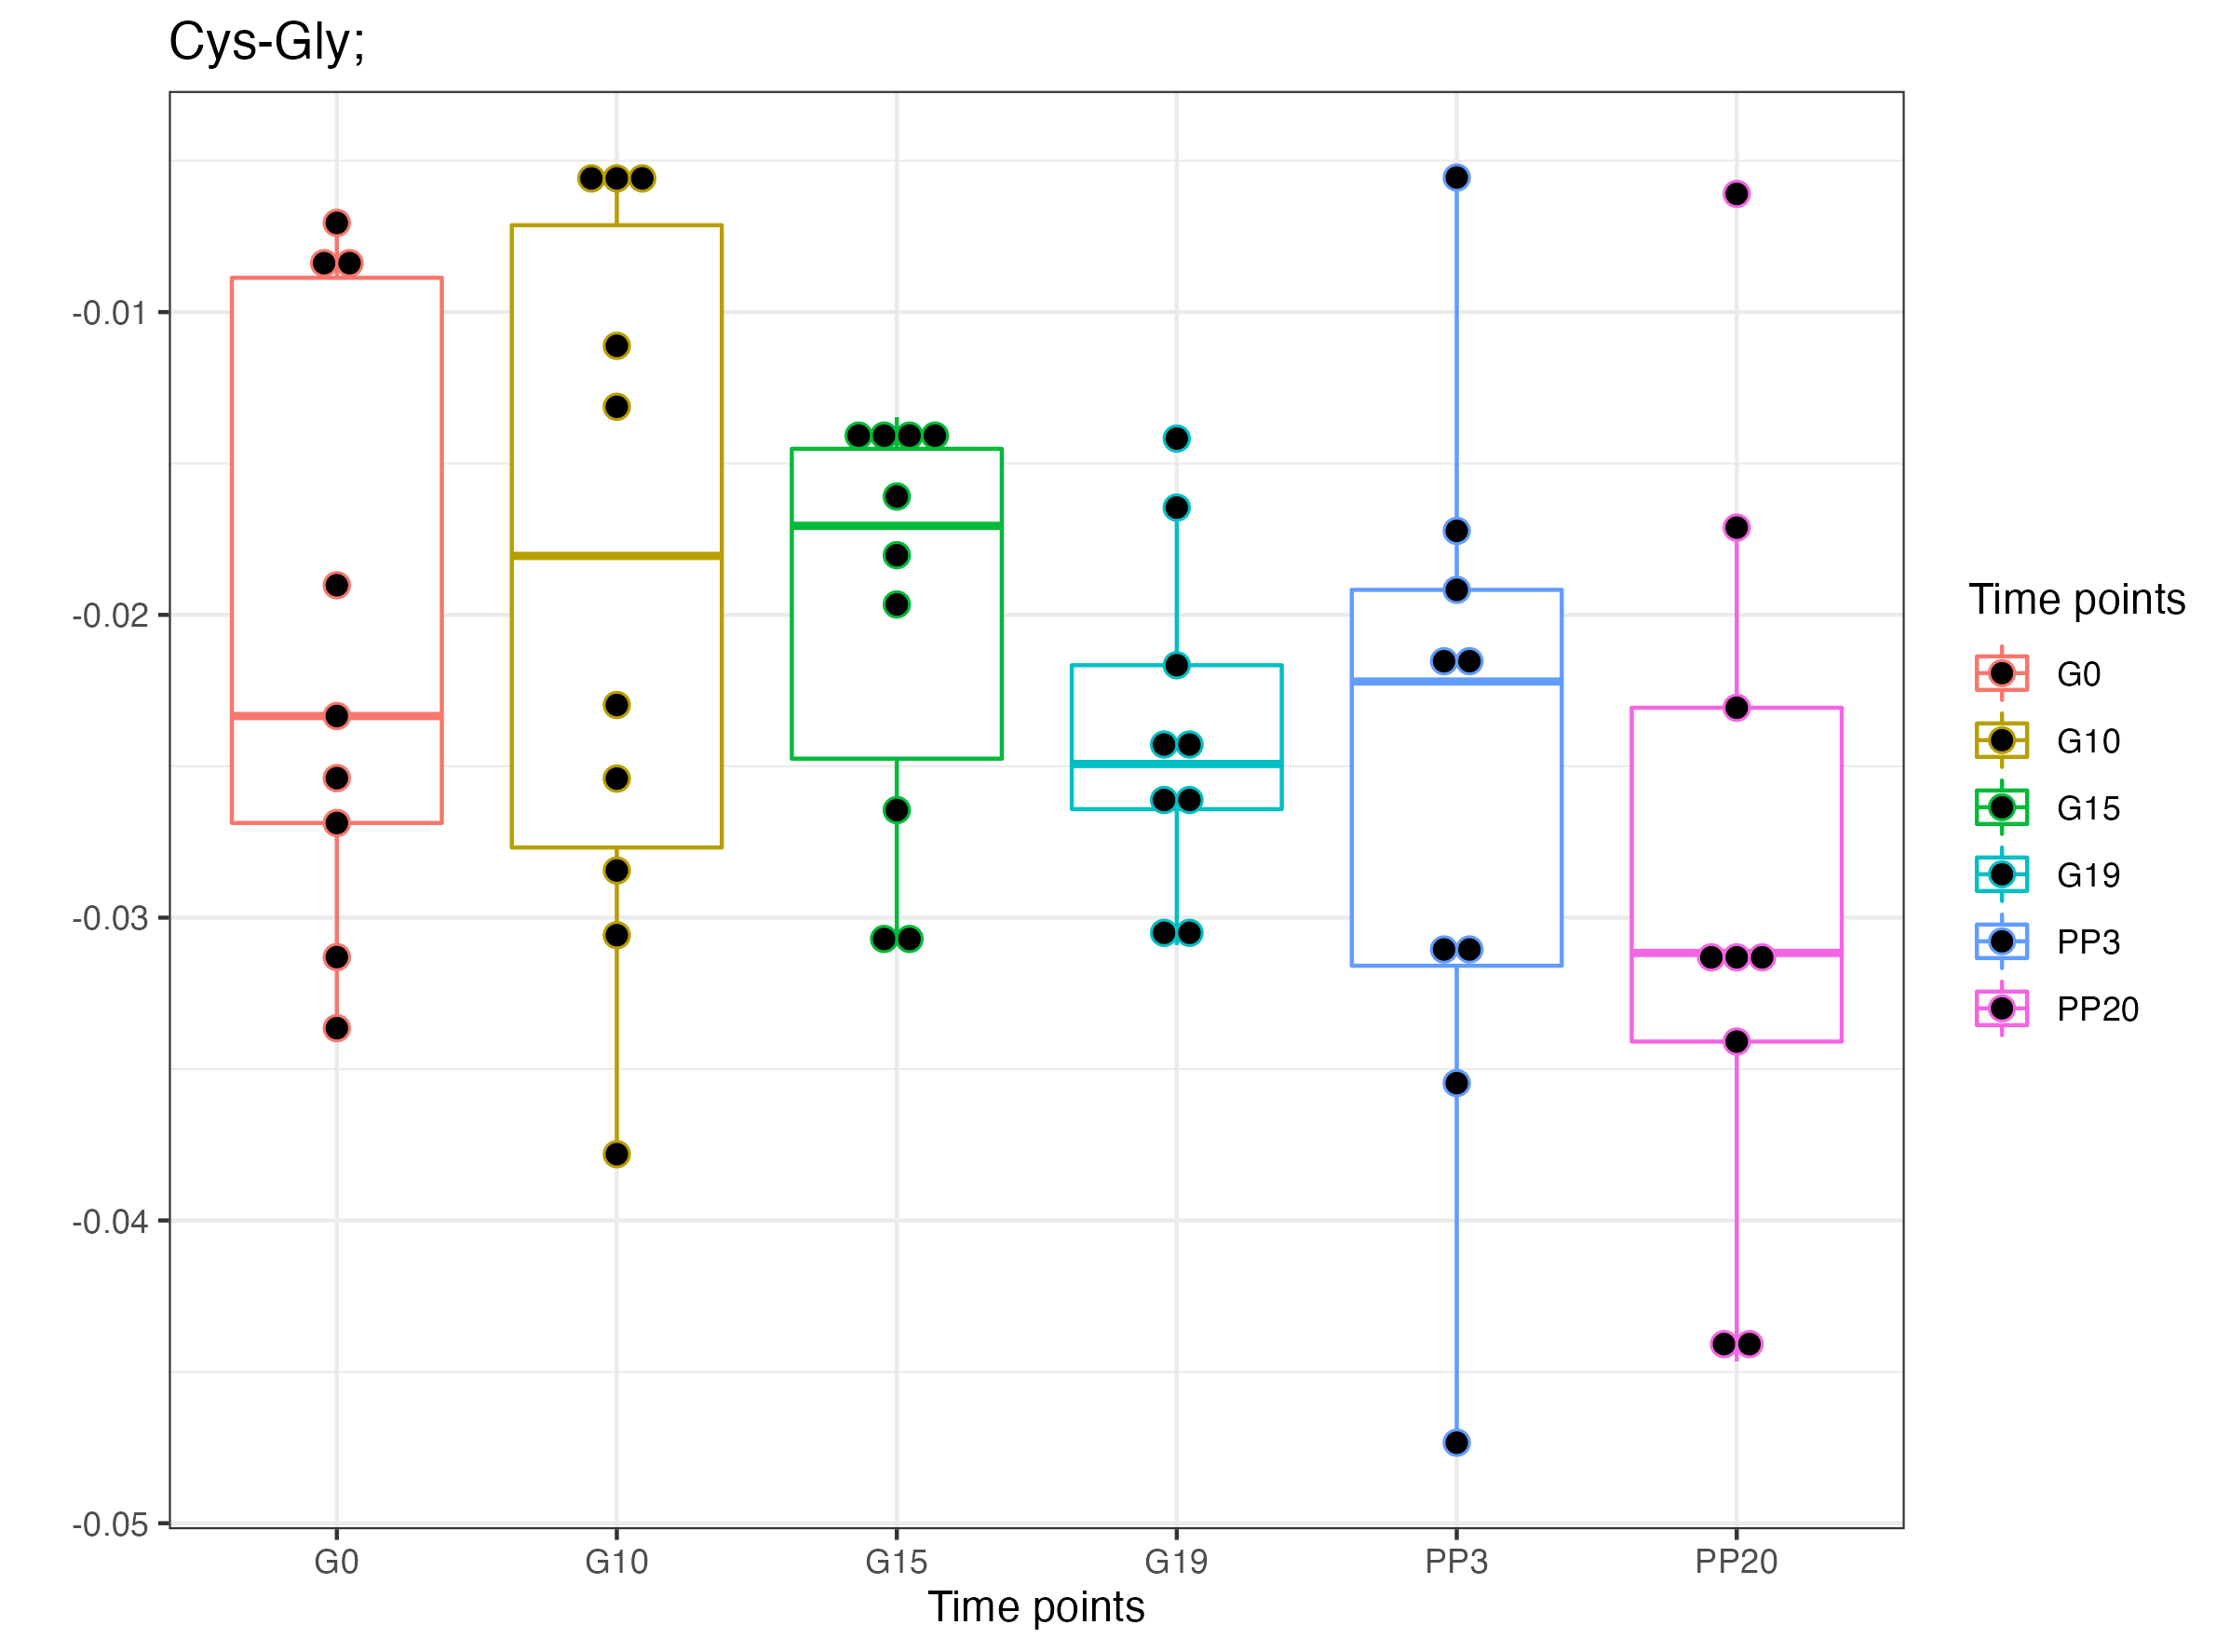 Cys-Gly;
-0.01
-0.02
-0.03
-0.04
-0.05
G0 G10 G15 G19 PP3 PP20
Time points
Time points
G0
G10
G15
G19
PP3
PP20